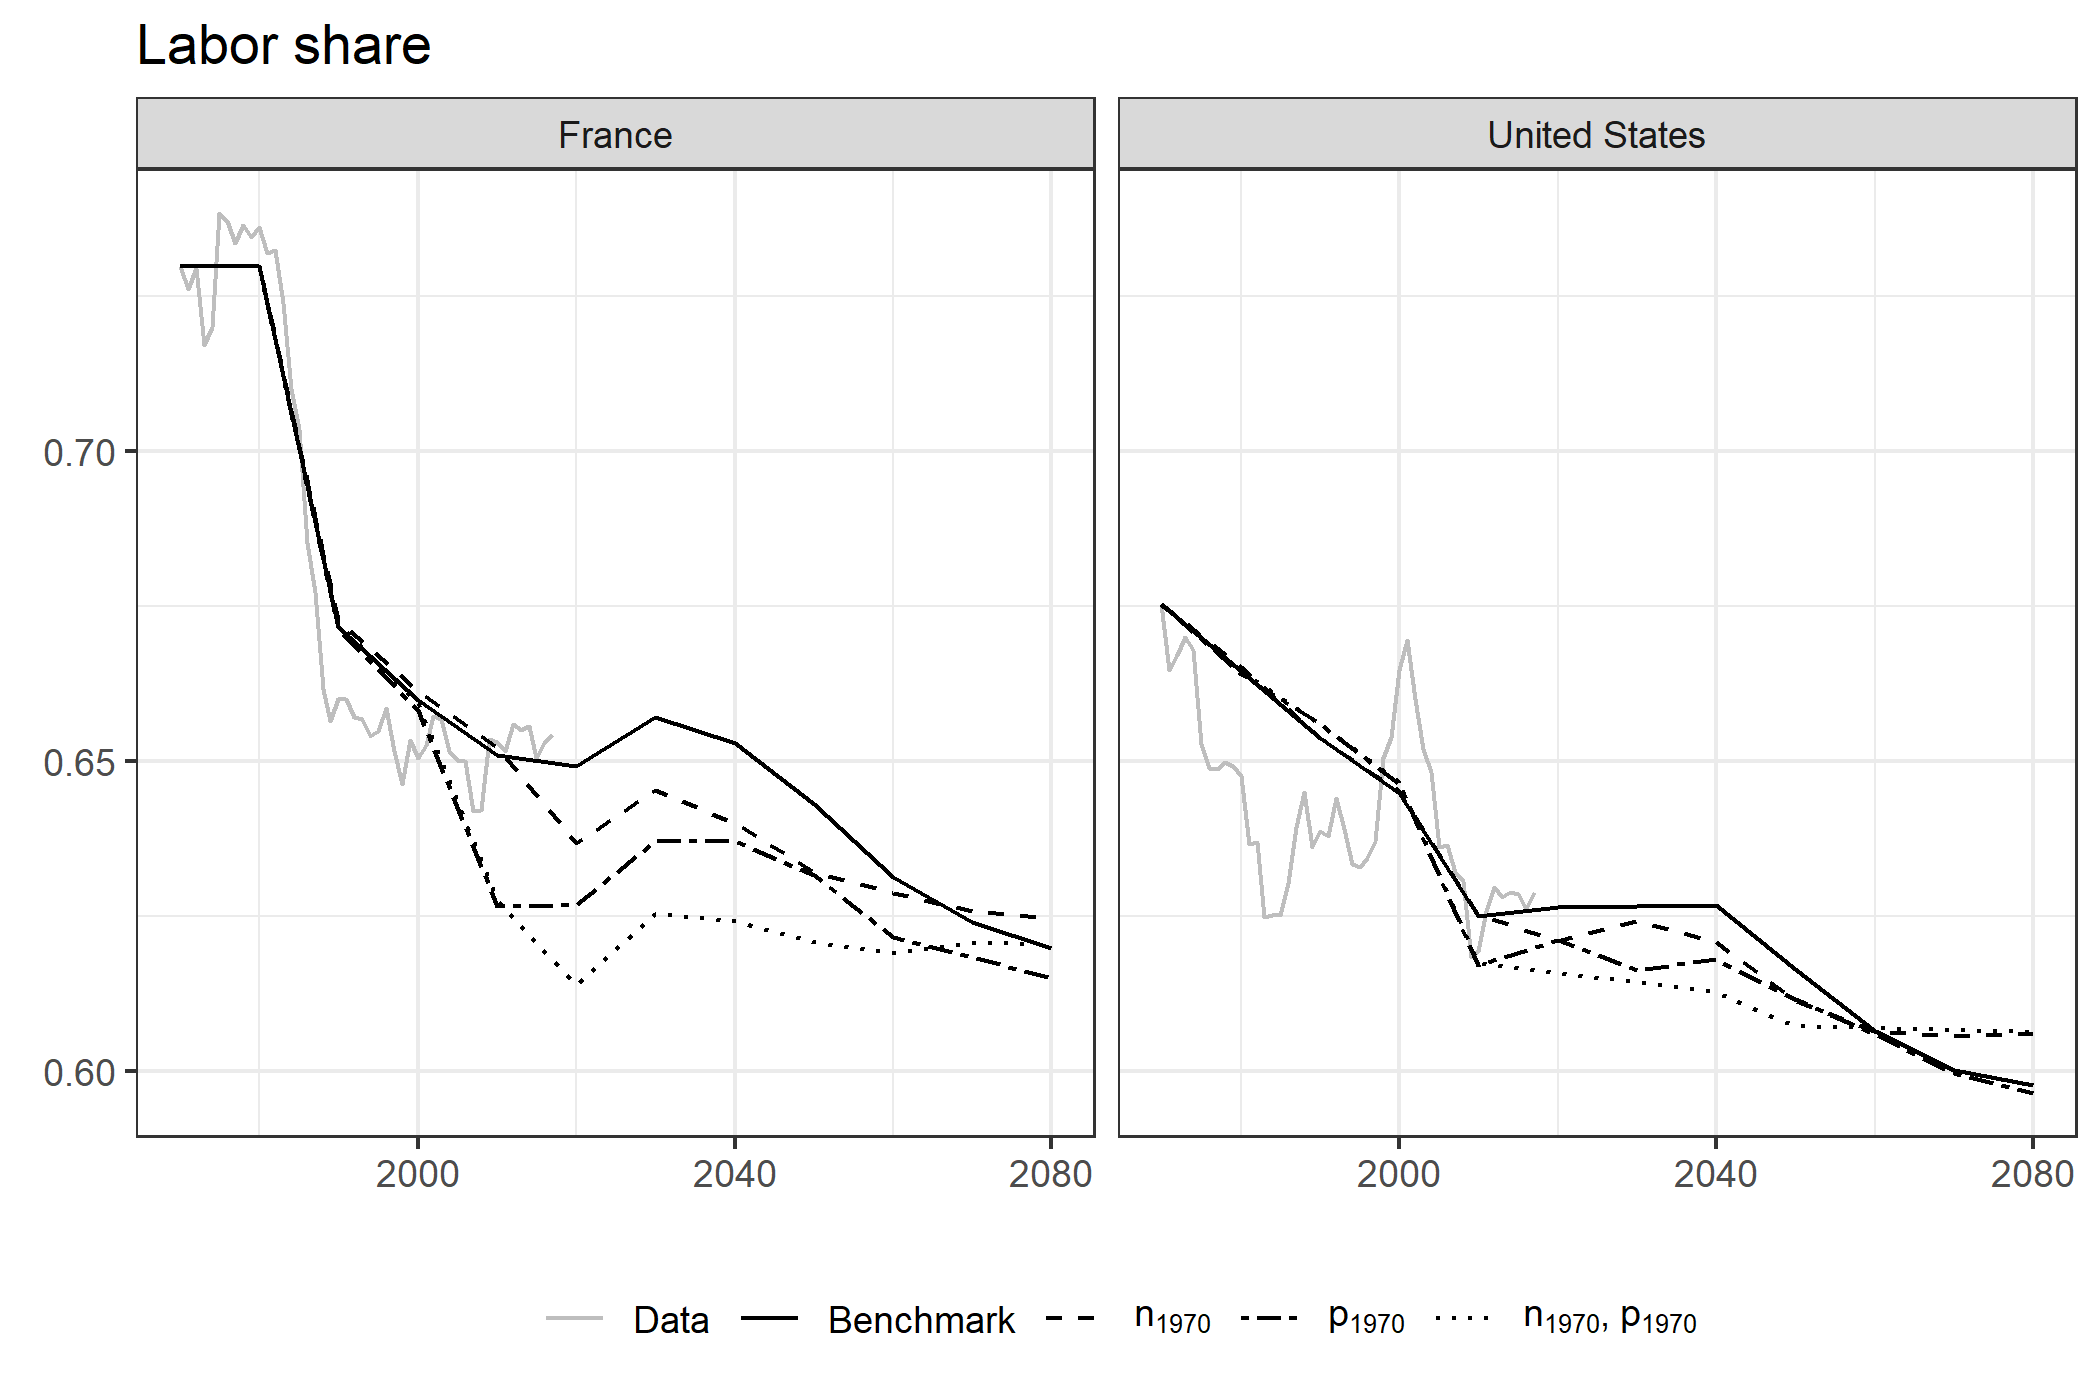 Labor share
France United States
0.70
0.65
0.60
2000 2040 2080 2000 2040 2080
Data Benchmark n1970 p1970 n1970, p1970